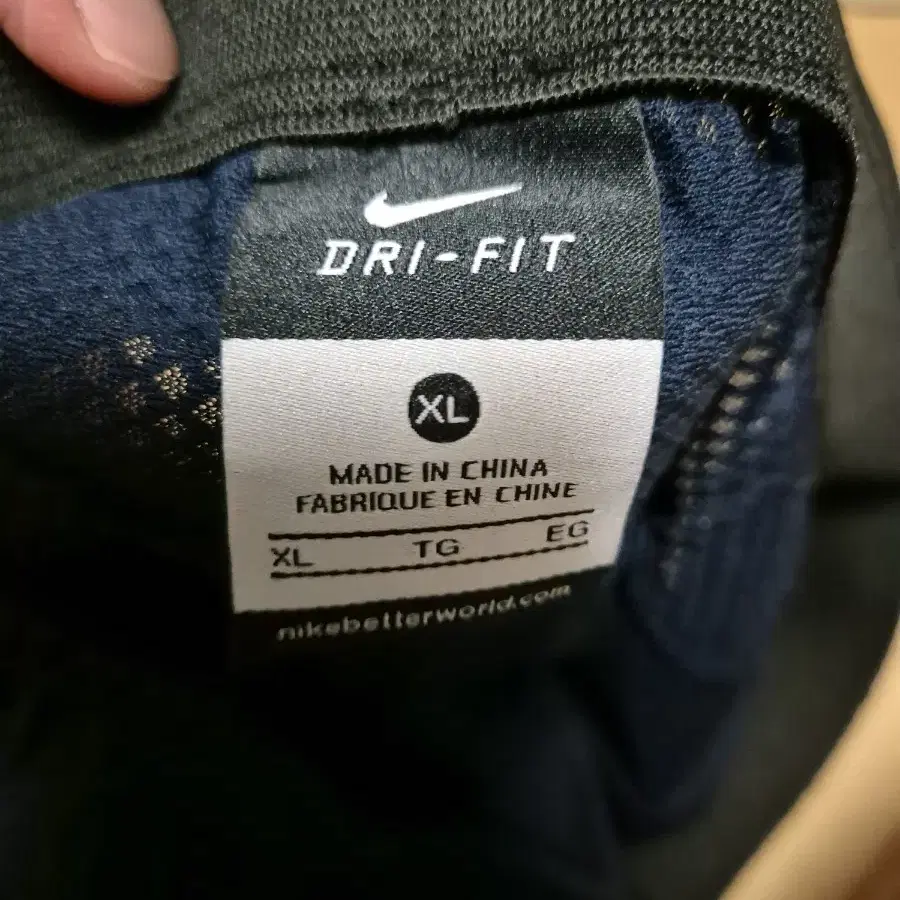 DRI-FIT
XL
MADE IN CHINA
FABRIQUE EN CHINE
XL TG EG
nikebetterworld.com